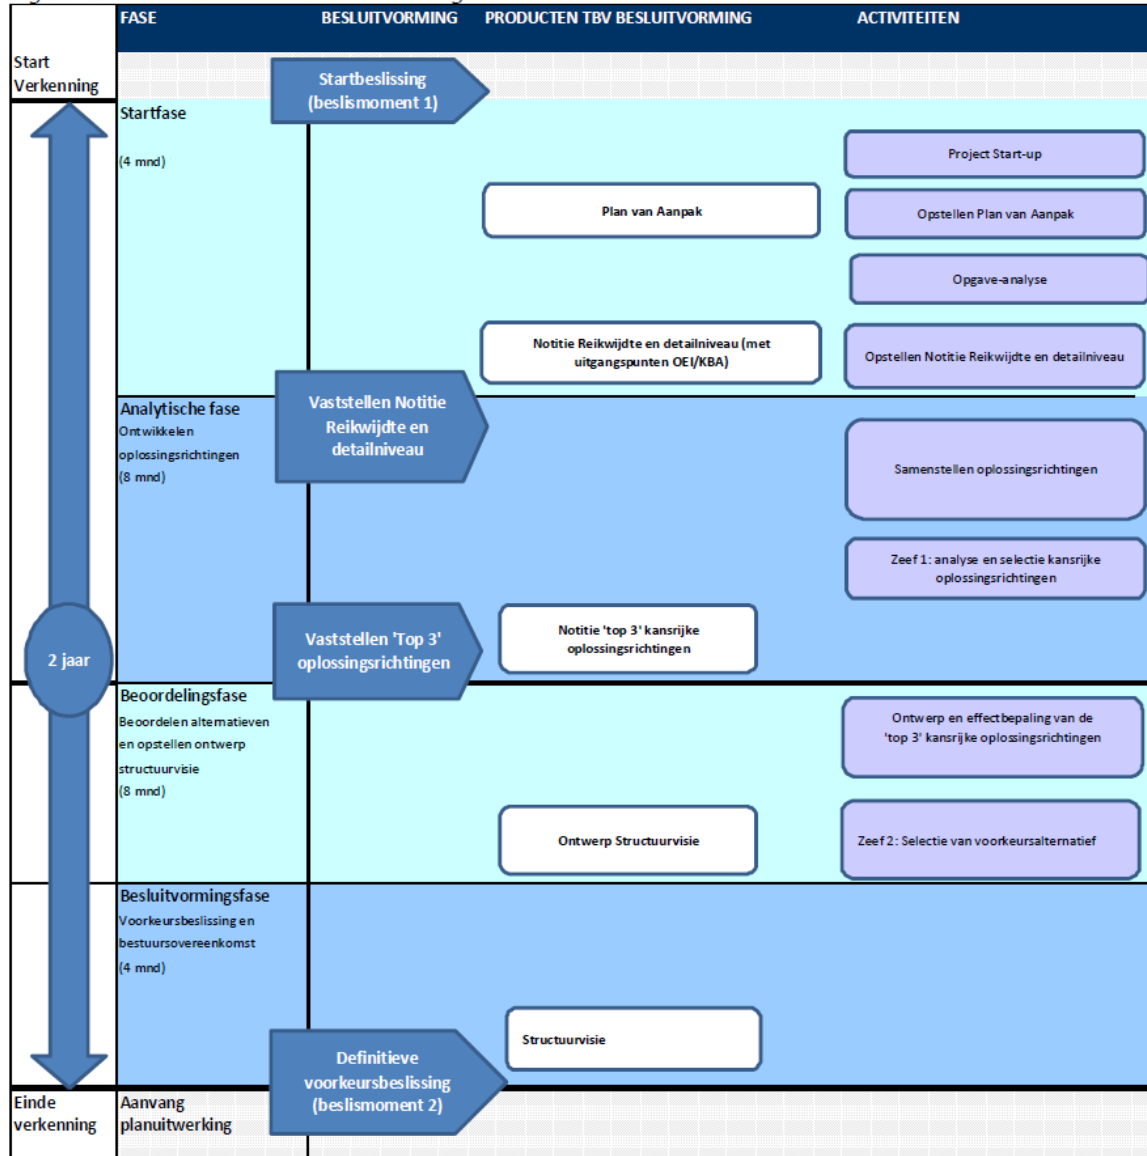 FASE
BESLUITVORMING
PRODUCTEN TBV BESLUITVORMING
ACTIVITEITEN
Start
Verkenning
Startbeslissing
(beslismoment 1)
Startfase
(4 mnd)
Project Start-up
Plan van Aanpak
Opstellen Plan van Aanpak
Opgave-analyse
Notitie Reikwijdte en detailniveau (met
uitgangspunten OEI/KBA)
Opstellen Notitie Reikwijdte en detailniveau
Vaststellen Notitie
Reikwijdte en
detailniveau
Analytische fase
Ontwikkelen
oplossingsrichtingen
(8 mnd)
Samenstellen oplossingsrichtingen
Zeef 1: analyse en selectie kansrijke
oplossingsrichtingen
2 jaar
Vaststellen 'Top 3'
oplossingsrichtingen
Notitie 'top 3' kansrijke
oplossingsrichtingen
Beoordelingsfase
Beoordelen alternatieven
en opstellen ontwerp
structuurvisie
(8 mnd)
Ontwerp en effectbepaling van de
'top 3' kansrijke oplossingsrichtingen
Ontwerp Structuurvisie
Zeef 2: Selectie van voorkeursalternatief
Besluitvormingsfase
Voorkeursbeslissing en
bestuursovereenkomst
(4 mnd)
Structuurvisie
Definitieve
voorkeursbeslissing
(beslismoment 2)
Einde
verkenning
Aanvang
planuitwerking